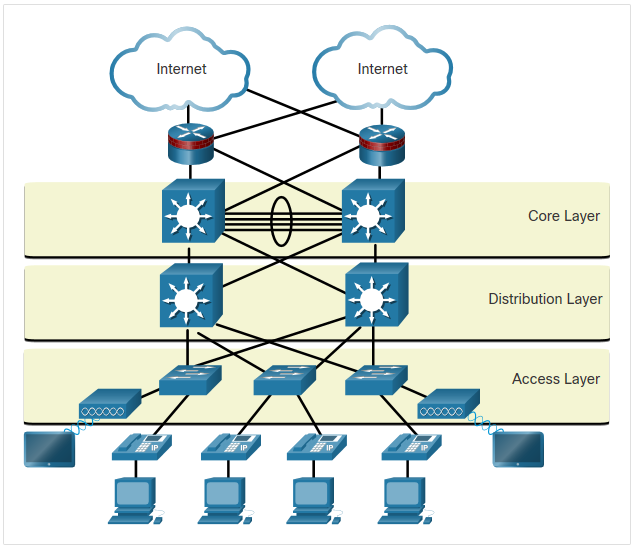 Internet
Internet
Core Layer
Distribution Layer
Access Layer
IP
IP
IP
IP